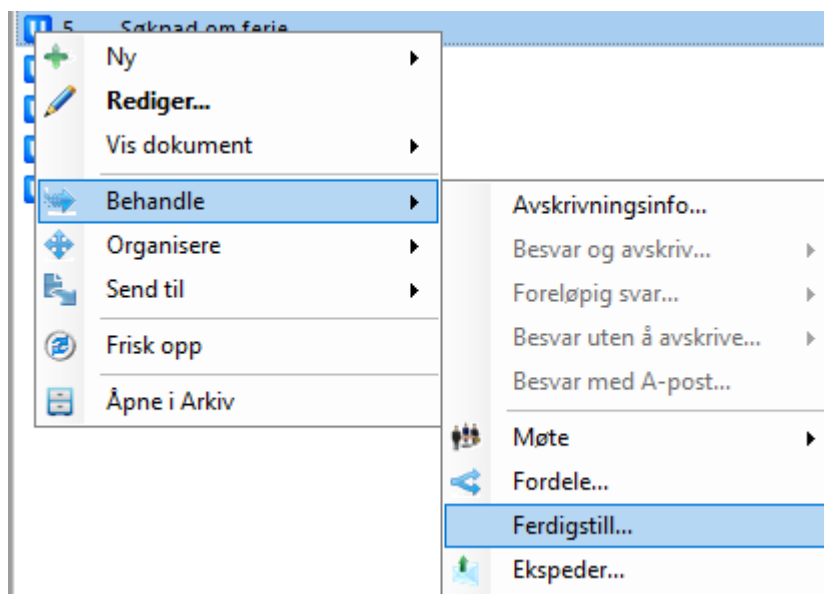 U 5 Søknad om ferie
Ny
Rediger...
Vis dokument
Behandle
Organisere
Send til
Frisk opp
Åpne i Arkiv
Avskrivningsinfo...
Besvar og avskriv...
Foreløpig svar...
Besvar uten å avskrive...
Besvar med A-post...
Møte
Fordele...
Ferdigstill...
Ekspeder...